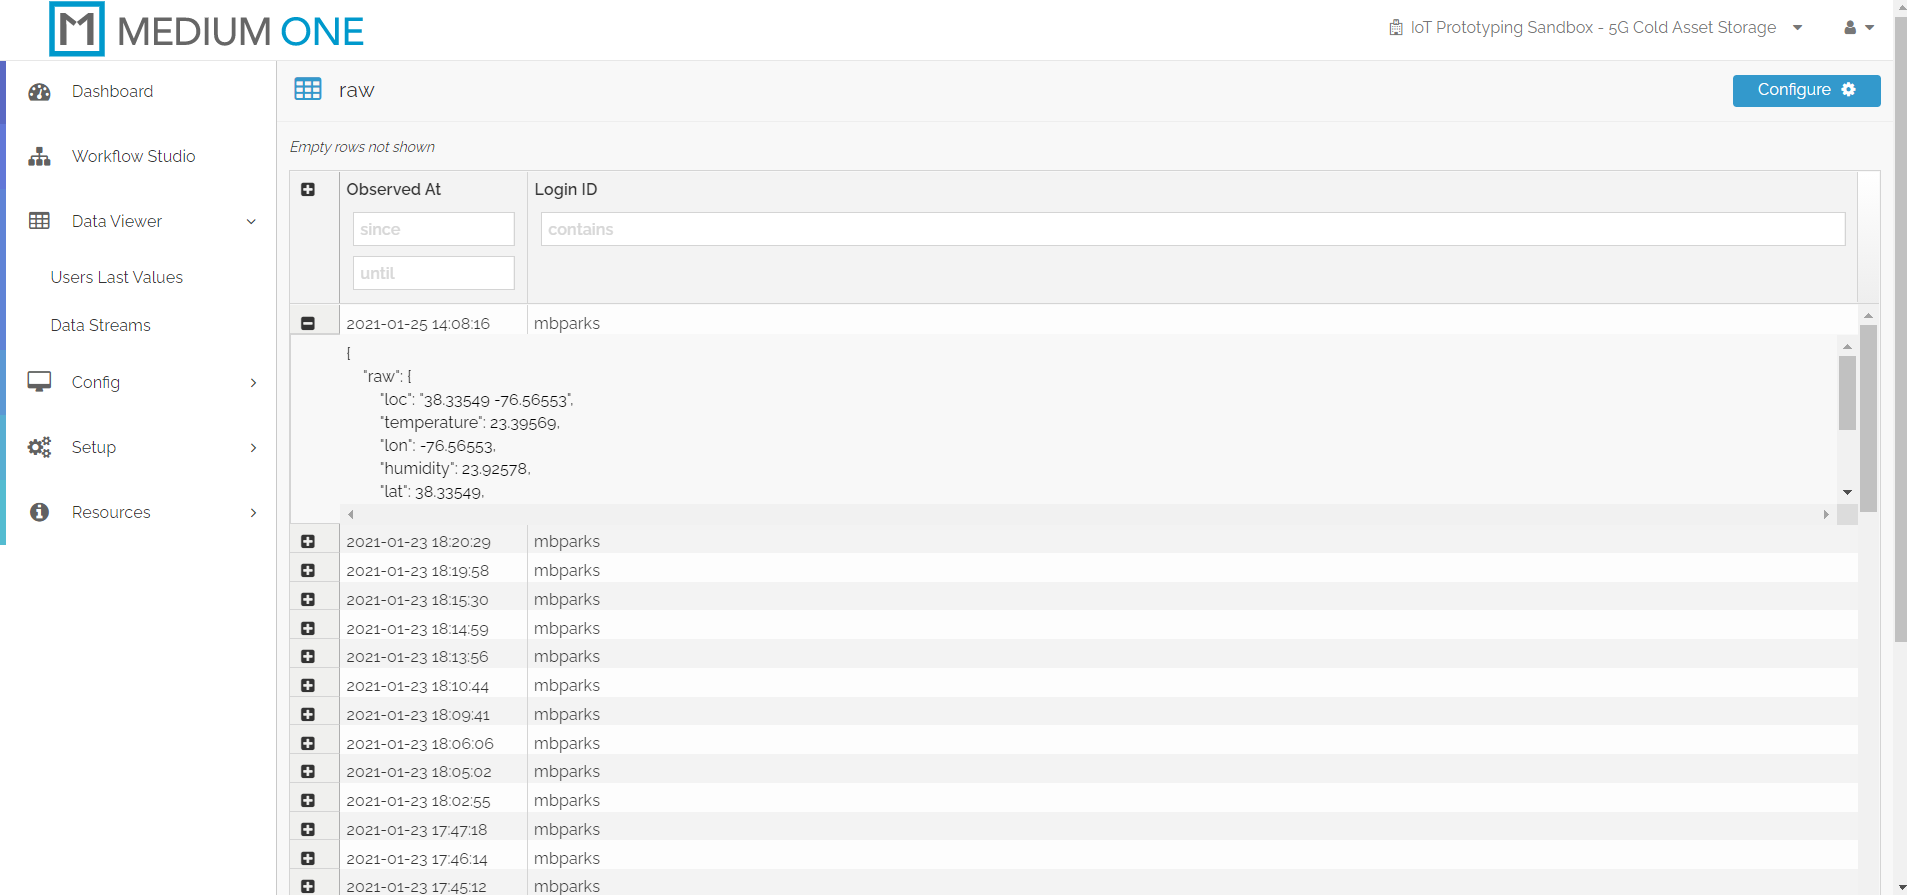 MEDIUM ONE
IoT Prototyping Sandbox - 5G Cold Asset Storage
Dashboard
Workflow Studio
Data Viewer
Users Last Values
Data Streams
Config
Setup
Resources
raw
Configure
Empty rows not shown
Observed At Login ID
since contains
until
2021-01-25 14:08:16 mbparks
{
"raw": {
"loc": "38.33549 -76.56553",
"temperature": 23.39569,
"lon": -76.56553,
"humidity": 23.92578,
"lat": 38.33549,
2021-01-23 18:20:29 mbparks
2021-01-23 18:19:58 mbparks
2021-01-23 18:15:30 mbparks
2021-01-23 18:14:59 mbparks
2021-01-23 18:13:56 mbparks
2021-01-23 18:10:44 mbparks
2021-01-23 18:09:41 mbparks
2021-01-23 18:06:06 mbparks
2021-01-23 18:05:02 mbparks
2021-01-23 18:02:55 mbparks
2021-01-23 17:47:18 mbparks
2021-01-23 17:46:14 mbparks
2021-01-23 17:45:12 mbparks